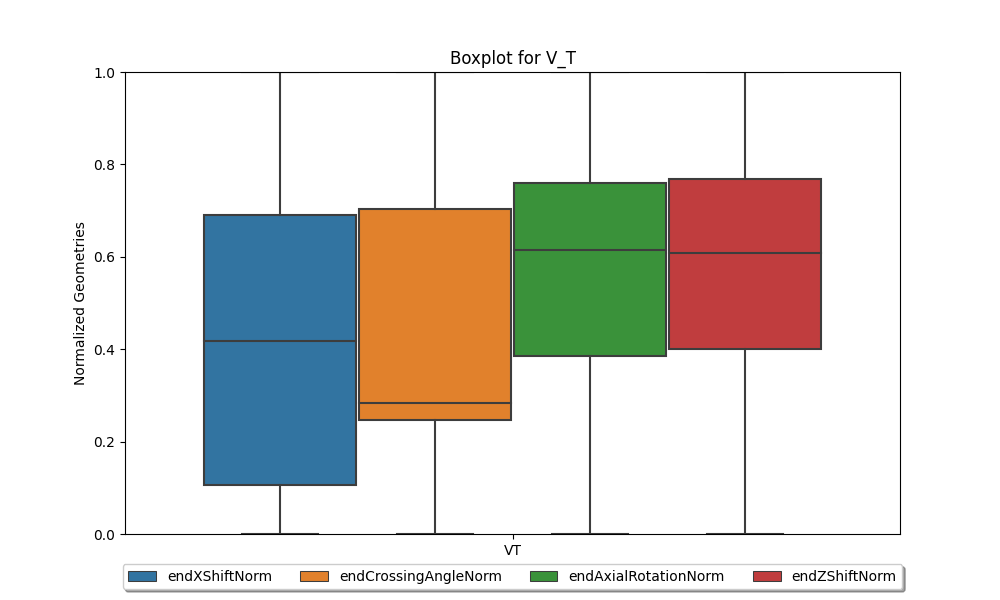 Boxplot for V_T
1.0
0.8
0.6
0.4
0.2
0.0
Normalized Geometries
VT
endXShiftNorm endCrossingAngleNorm endAxialRotationNorm endZShiftNorm